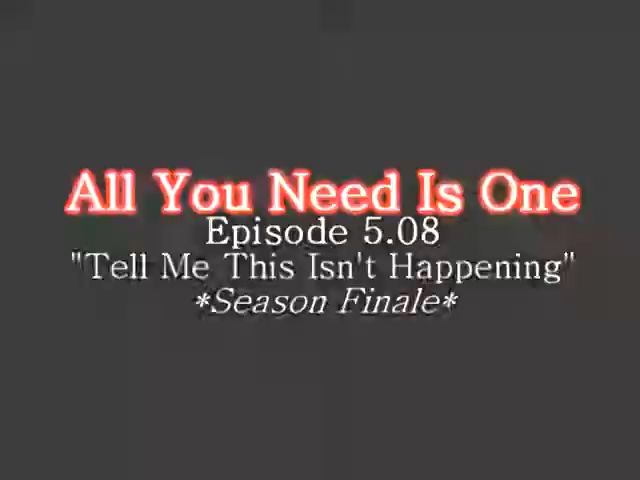 All You Need Is One
Episode 5.08
"Tell Me This Isn't Happening"
*Season Finale*